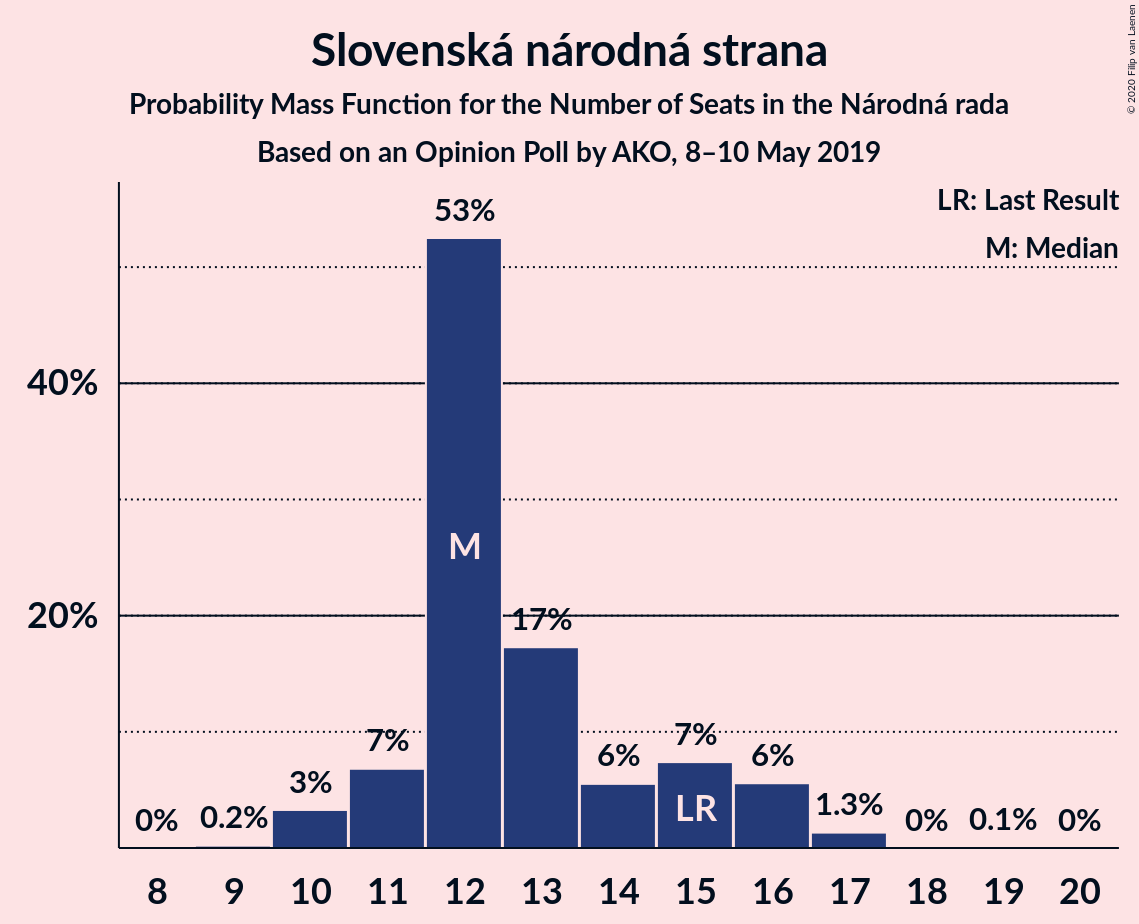 Slovenská národná strana
Probability Mass Function for the Number of Seats in the Národná rada
Based on an Opinion Poll by AKO, 8–10 May 2019
© 2020 Filip van Laenen
LR: Last Result
M: Median
40%
20%
0%
0.2%
3%
7%
53%
17%
6%
7%
6%
1.3%
0%
0.1%
0%
M
LR
8 9 10 11 12 13 14 15 16 17 18 19 20